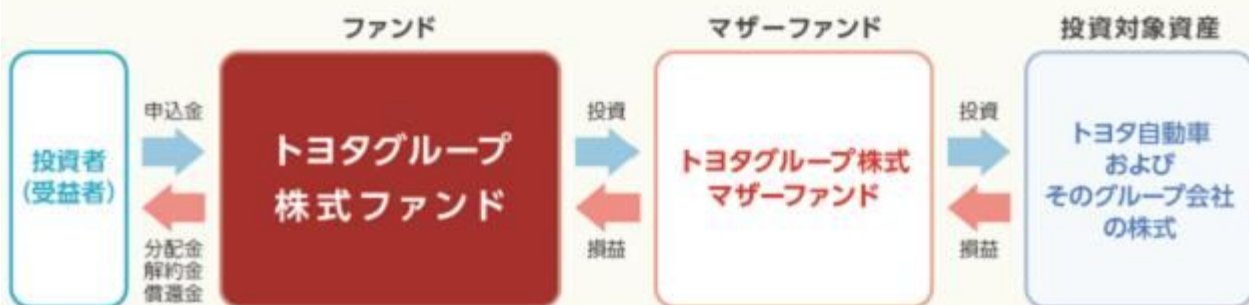 ファンド
マザーファンド
投資対象資産
投資者
(受益者)
申込金
分配金
解約金
償還金
トヨタグループ
株式ファンド
投資
損益
トヨタグループ株式
マザーファンド
投資
損益
トヨタ自動車
および
そのグループ会社
の株式